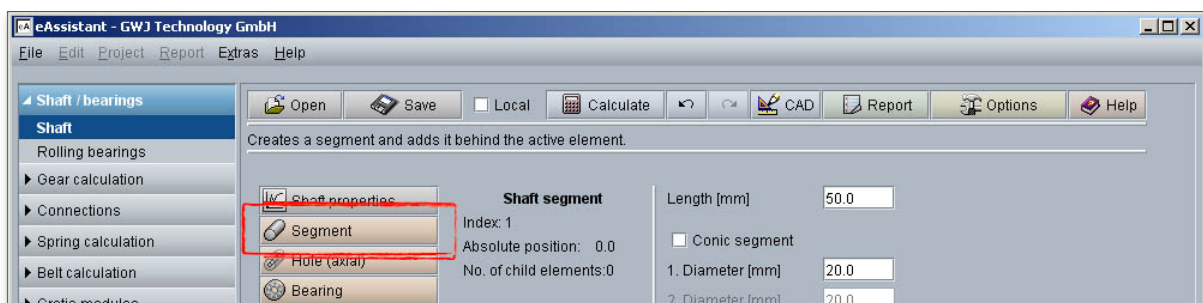 eAssistant - GWJ Technology GmbH
File Edit Project Report Extras Help
Shaft / bearings
Shaft
Rolling bearings
Gear calculation
Connections
Spring calculation
Belt calculation
Open Save Local Calculate CAD Report Options Help
Creates a segment and adds it behind the active element.
Shaft properties
Segment
Hole (axial)
Bearing
Shaft segment
Index: 1
Absolute position: 0.0
No. of child elements:0
Length [mm] 50.0
Conic segment
1. Diameter [mm] 20.0
2. Diameter [mm] 20.0